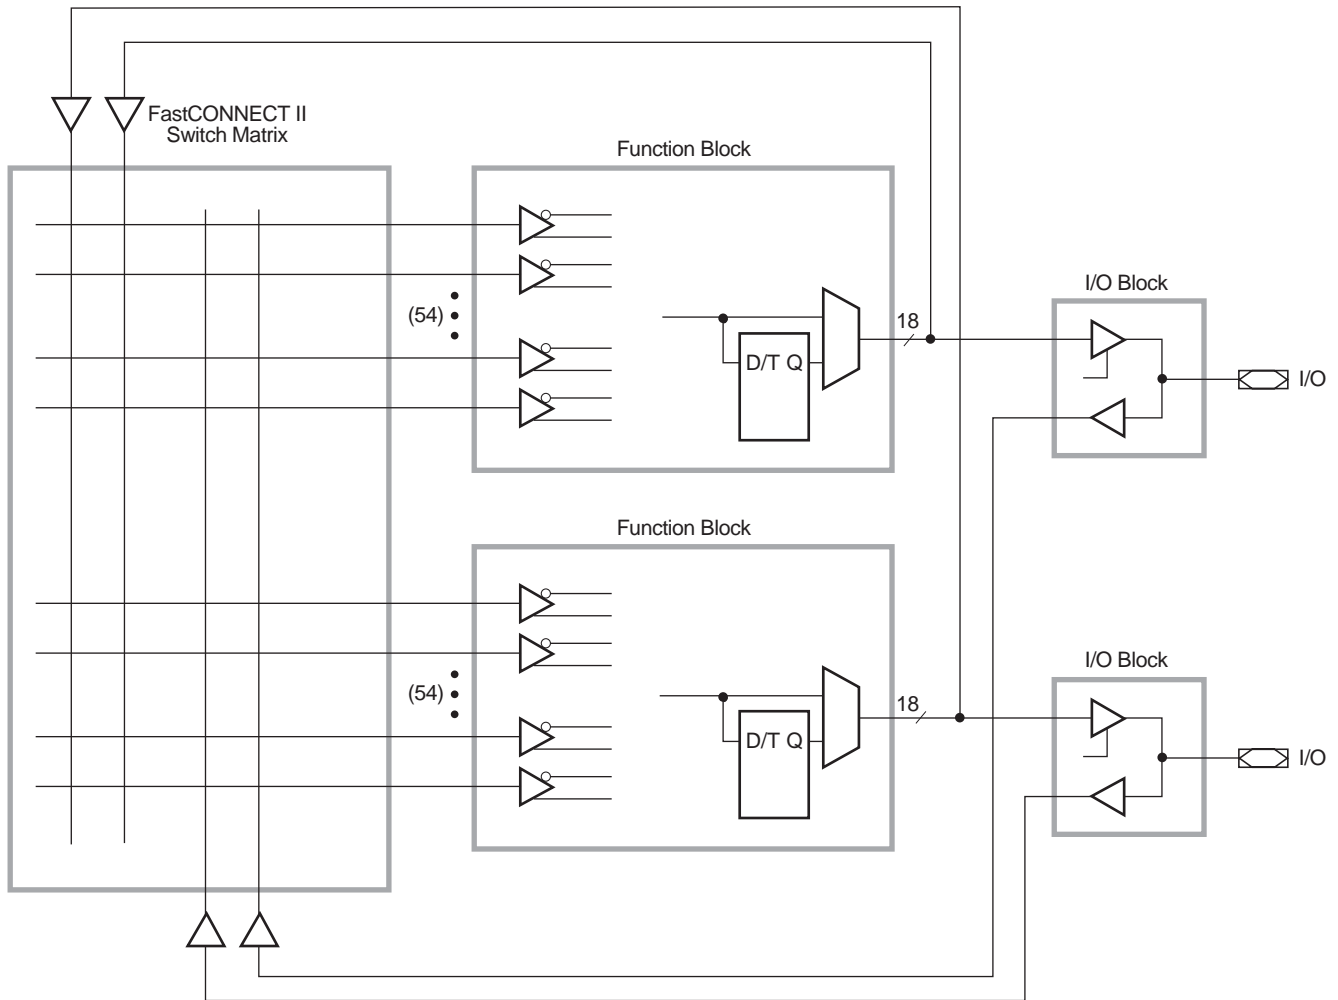 FastCONNECT II
Switch Matrix
Function Block
(54)
D/T Q
18
I/O Block
I/O
Function Block
(54)
D/T Q
18
I/O Block
I/O